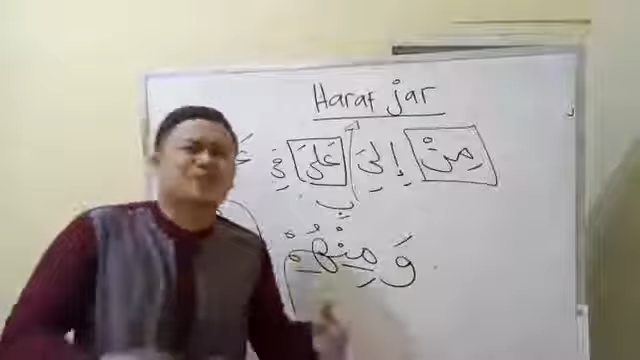 Haraf jar
مِنْ إِلَى عَلَى فِي
بِ
وَ مِنْهُمْ